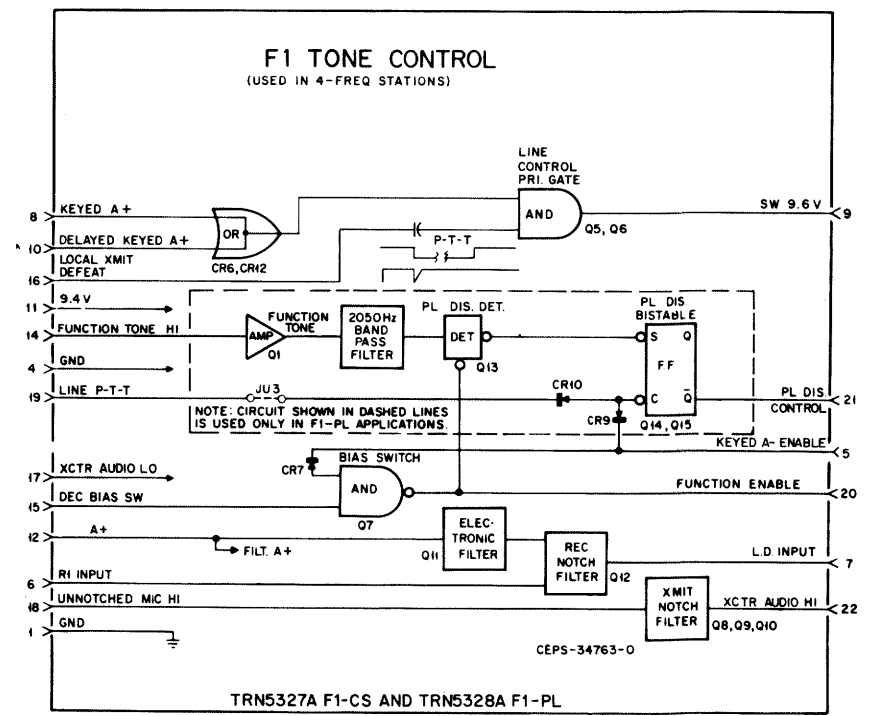 F1 TONE CONTROL
(USED IN 4-FREQ STATIONS)
LINE
CONTROL
PRI. GATE
AND
Q5, Q6
SW 9.6 V
9
8
KEYED A+
10
DELAYED KEYED A+
OR
CR6, CR12
16
LOCAL XMIT
DEFEAT
P-T-T
11
9.4 V
14
FUNCTION TONE HI
AMP
Q1
FUNCTION
TONE
2050Hz
BAND
PASS
FILTER
PL DIS. DET.
DET
Q13
PL DIS
BISTABLE
S
Q
FF
C
Q̅
Q14, Q15
4
GND
19
LINE P-T-T
JU3
CR10
CR9
NOTE: CIRCUIT SHOWN IN DASHED LINES
IS USED ONLY IN F1-PL APPLICATIONS.
PL DIS.
CONTROL
21
KEYED A- ENABLE
5
17
XCTR AUDIO LO
CR7
BIAS SWITCH
AND
Q7
15
DEC BIAS SW
FUNCTION ENABLE
20
12
A+
FILT. A+
Q11
ELEC-
TRONIC
FILTER
REC
NOTCH
FILTER
Q12
L.D. INPUT
7
6
R1 INPUT
18
UNNOTCHED MIC HI
XMIT
NOTCH
FILTER
XCTR AUDIO HI
22
Q8, Q9, Q10
1
GND
CEPS-34763-0
TRN5327A F1-CS AND TRN5328A F1-PL